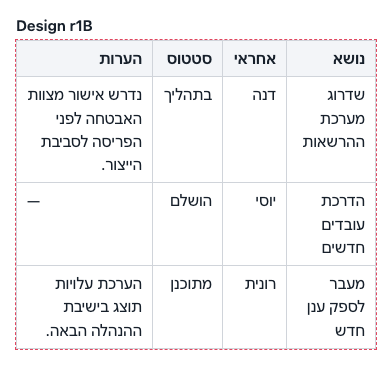 Design r1B
נושא אחראי סטטוס הערות
שדרוג דנה בתהליך נדרש אישור מצוות
מערכת האבטחה לפני
ההרשאות הפריסה לסביבת
הייצור.
הדרכת יוסי הושלם —
עובדים
חדשים
מעבר רונית מתוכנן הערכת עלויות
לספק ענן תוצג בישיבת
חדש ההנהלה הבאה.